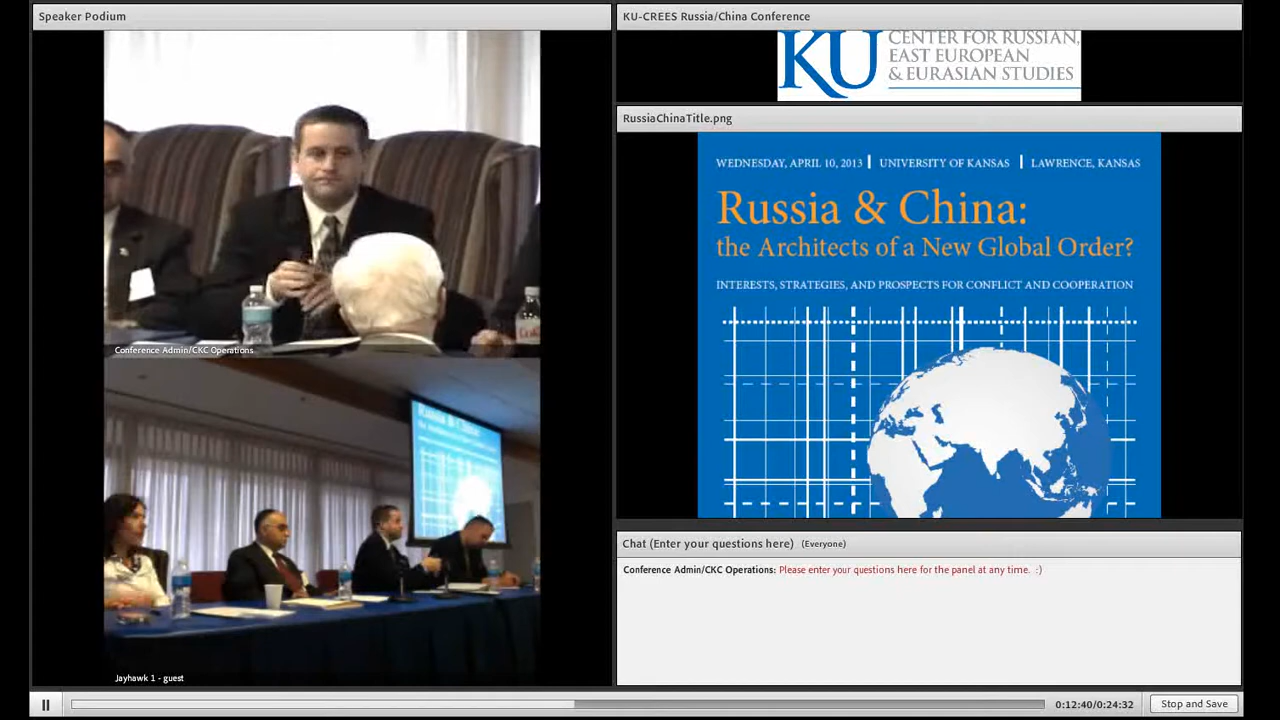 Speaker Podium
Conference Admin/CKC Operations
Russia & China
Jayhawk 1 - guest
KU-CREES Russia/China Conference
KU CENTER FOR RUSSIAN,
EAST EUROPEAN
& EURASIAN STUDIES
RussiaChinaTitle.png
WEDNESDAY, APRIL 10, 2013 | UNIVERSITY OF KANSAS | LAWRENCE, KANSAS
Russia & China:
the Architects of a New Global Order?
INTERESTS, STRATEGIES, AND PROSPECTS FOR CONFLICT AND COOPERATION
Chat (Enter your questions here) (Everyone)
Conference Admin/CKC Operations: Please enter your questions here for the panel at any time. :)
0:12:40/0:24:32
Stop and Save